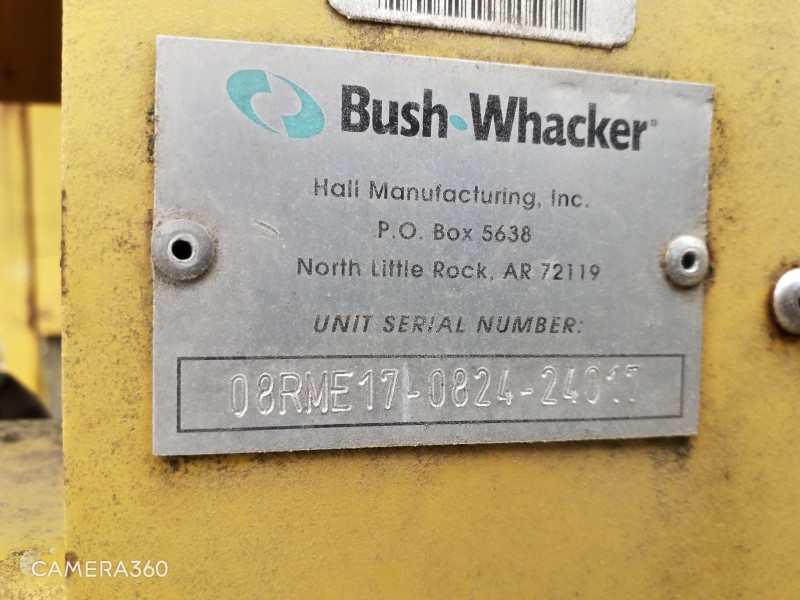 Bush-Whacker
Hall Manufacturing, Inc.
P.O. Box 5638
North Little Rock, AR 72119
UNIT SERIAL NUMBER:
08RME17-0824-24017
CAMERA360